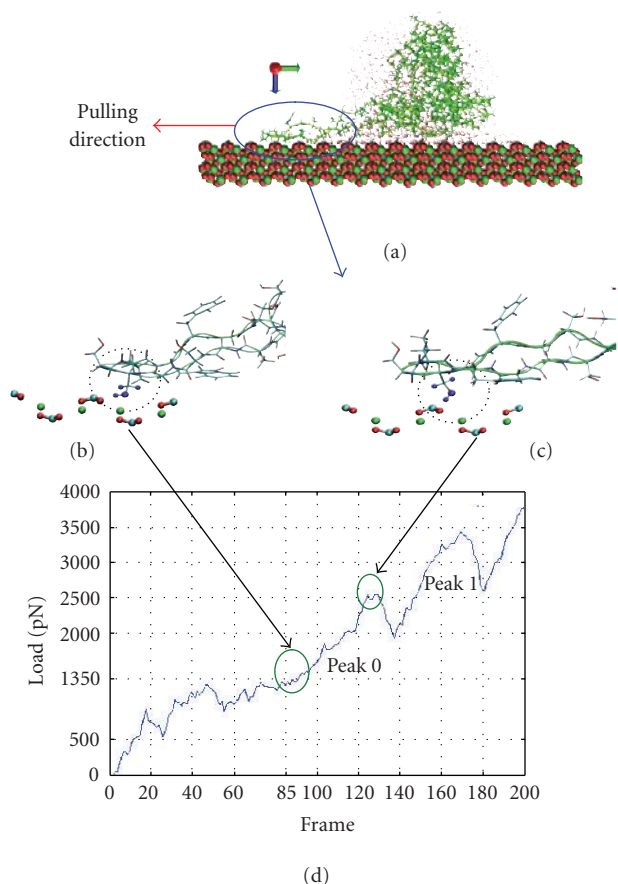 Pulling
direction
(a)
(b)
(c)
4000
3500
3000
2500
2000
1350
500
0
Load (pN)
Peak 1
Peak 0
0 20 40 60 85 100 120 140 160 180 200
Frame
(d)